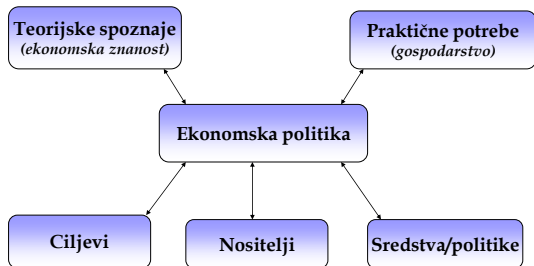 Teorijske spoznaje
(ekonomska znanost)
Praktične potrebe
(gospodarstvo)
Ekonomska politika
Ciljevi
Nositelji
Sredstva/politike